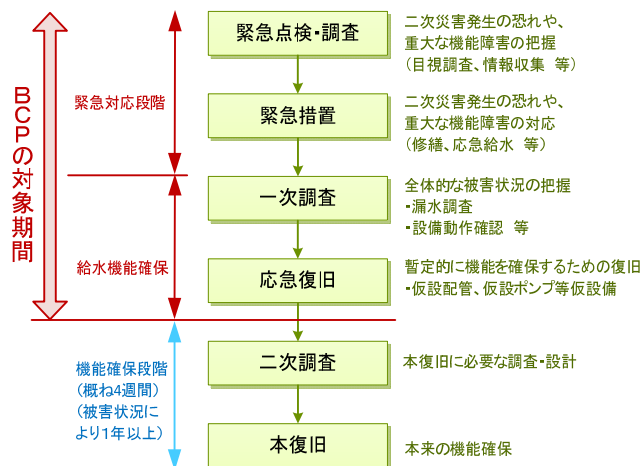 BCPの対象期間
緊急対応段階
給水機能確保
機能確保段階
(概ね4週間)
(被害状況に
より1年以上)
緊急点検・調査
二次災害発生の恐れや、
重大な機能障害の把握
(目視調査、情報収集 等)
緊急措置
二次災害発生の恐れや、
重大な機能障害の対応
(修繕、応急給水 等)
一次調査
全体的な被害状況の把握
・漏水調査
・設備動作確認 等
応急復旧
暫定的に機能を確保するための復旧
・仮設配管、仮設ポンプ等仮設備
二次調査
本復旧に必要な調査・設計
本復旧
本来の機能確保